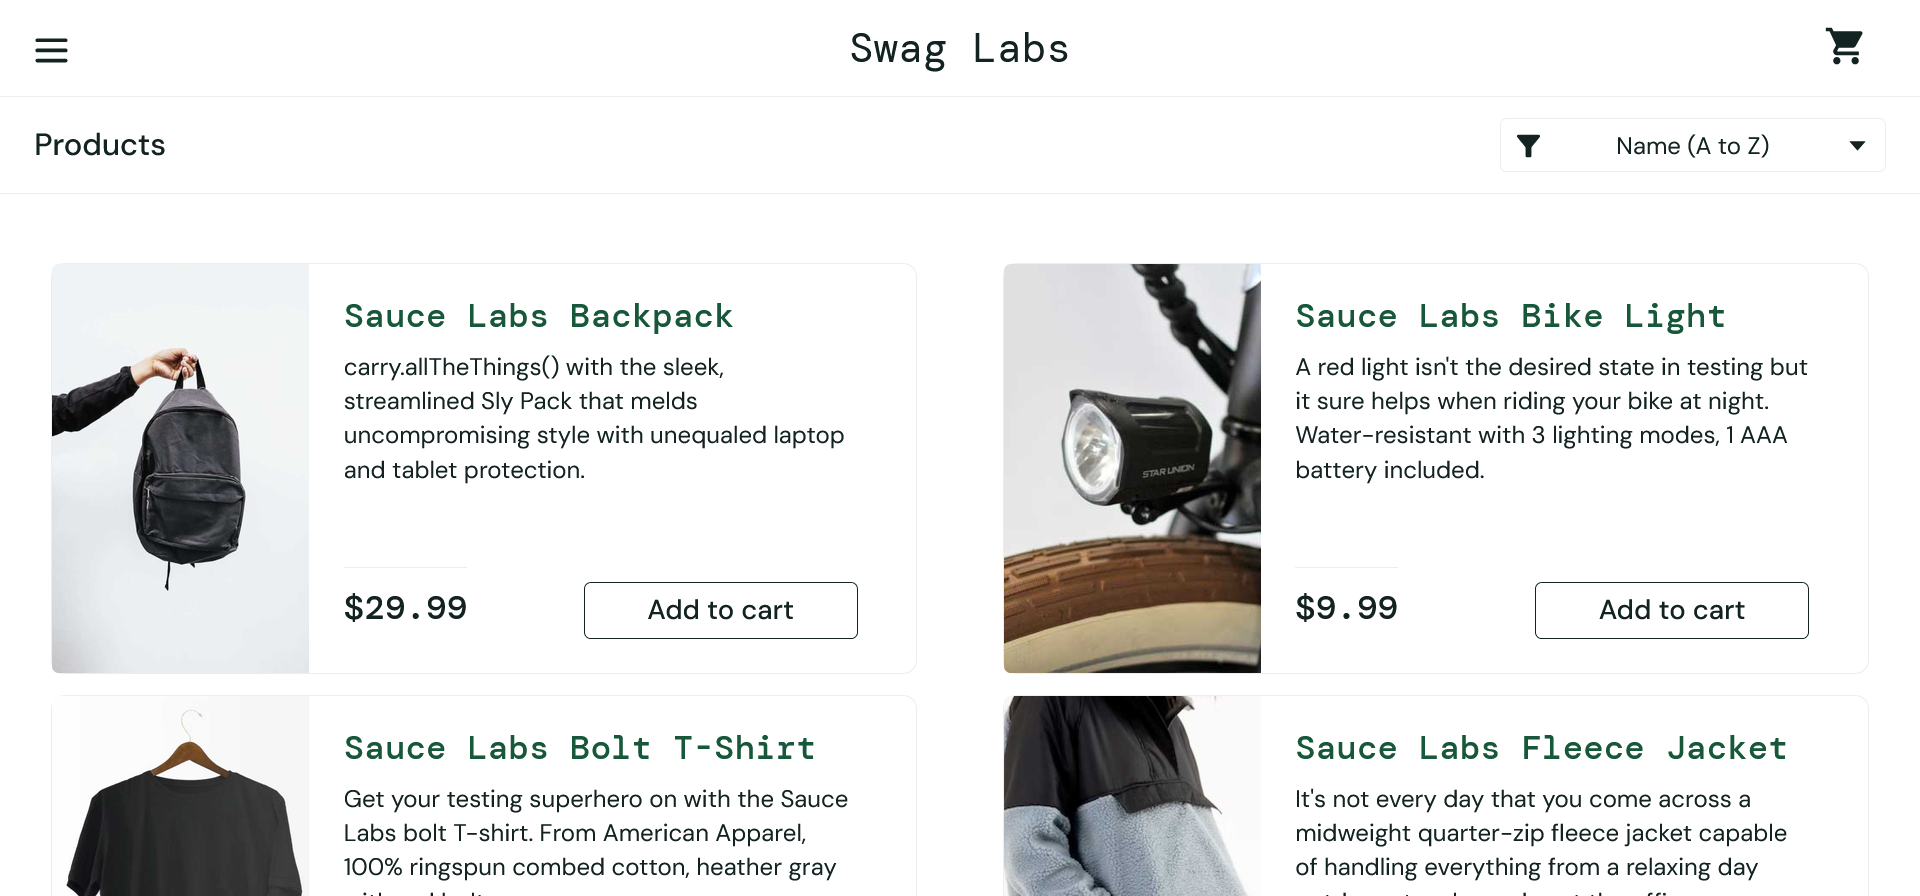 Swag Labs
Products
Name (A to Z)
Sauce Labs Backpack
carry.allTheThings() with the sleek,
streamlined Sly Pack that melds
uncompromising style with unequaled laptop
and tablet protection.
$29.99
Add to cart
STAR UNION
Sauce Labs Bike Light
A red light isn't the desired state in testing but
it sure helps when riding your bike at night.
Water-resistant with 3 lighting modes, 1 AAA
battery included.
$9.99
Add to cart
Sauce Labs Bolt T-Shirt
Get your testing superhero on with the Sauce
Labs bolt T-shirt. From American Apparel,
100% ringspun combed cotton, heather gray
Sauce Labs Fleece Jacket
It's not every day that you come across a
midweight quarter-zip fleece jacket capable
of handling everything from a relaxing day